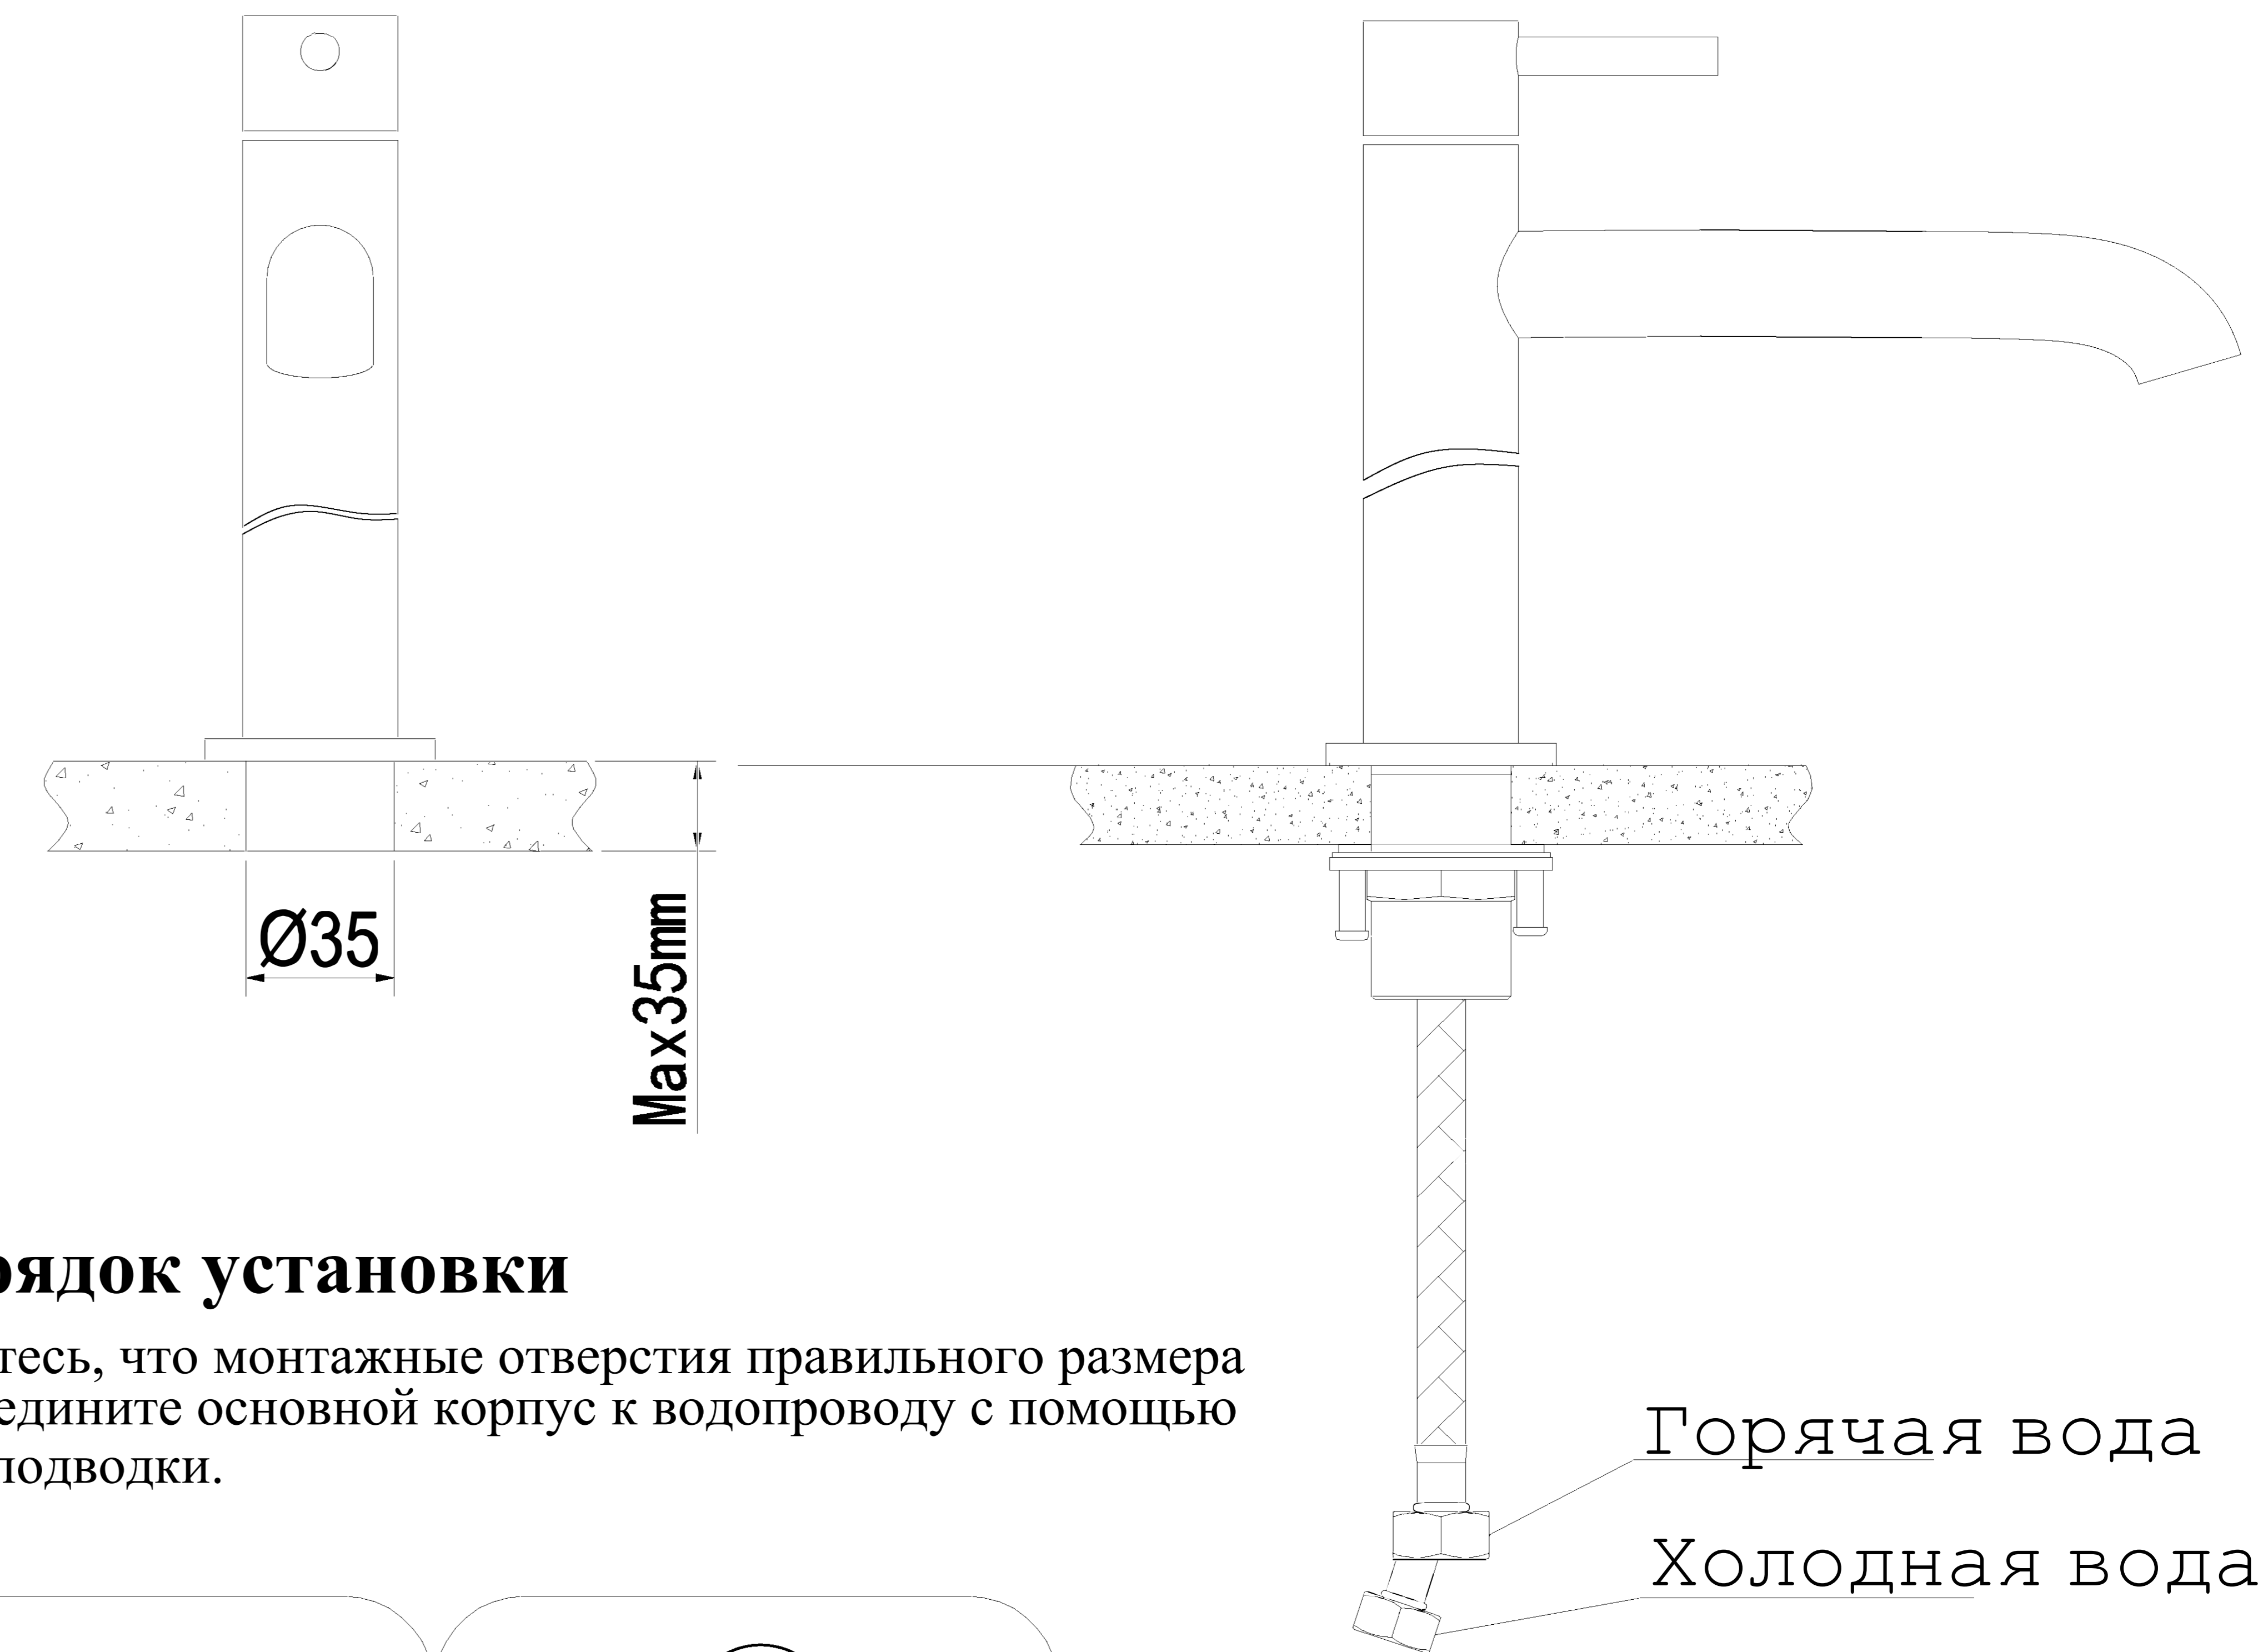 Ø35
Max35mm
рядок установки
тесь, что монтажные отверстия правильного размера
едините основной корпус к водопроводу с помощью
подводки.
Горячая вода
Холодная вода